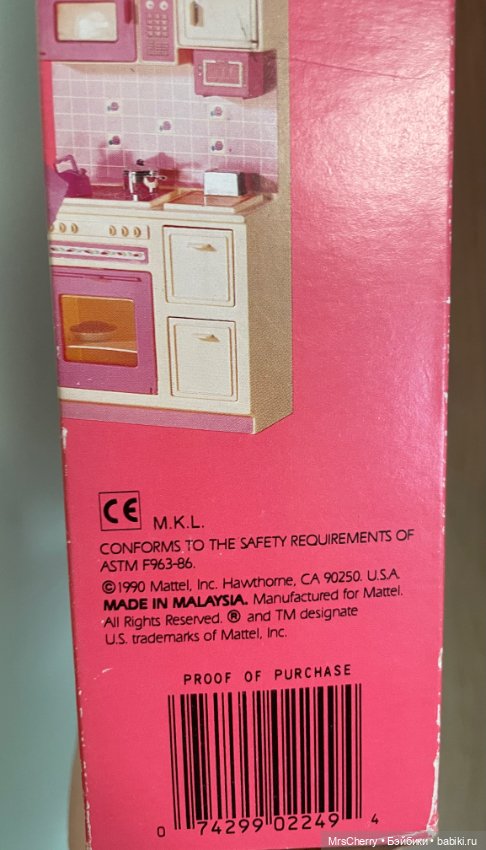 CE M.K.L.
CONFORMS TO THE SAFETY REQUIREMENTS OF
ASTM F963-86.
©1990 Mattel, Inc. Hawthorne, CA 90250. U.S.A.
MADE IN MALAYSIA. Manufactured for Mattel.
All Rights Reserved. ® and TM designate
U.S. trademarks of Mattel, Inc.
PROOF OF PURCHASE
0 74299 02249 4
MrsCherry • Бэйбики • babiki.ru